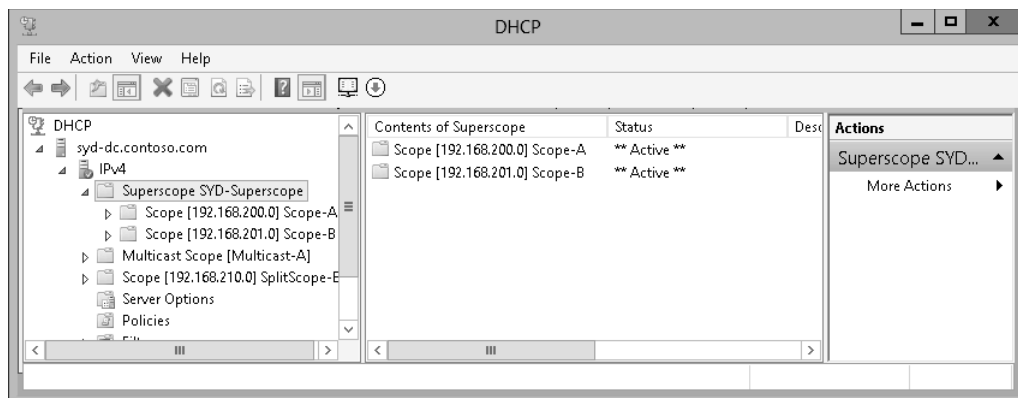 DHCP
File Action View Help
DHCP
syd-dc.contoso.com
IPv4
Superscope SYD-Superscope
Scope [192.168.200.0] Scope-A
Scope [192.168.201.0] Scope-B
Multicast Scope [Multicast-A]
Scope [192.168.210.0] SplitScope-E
Server Options
Policies
Contents of Superscope Status Desc
Scope [192.168.200.0] Scope-A ** Active **
Scope [192.168.201.0] Scope-B ** Active **
Actions
Superscope SYD...
More Actions